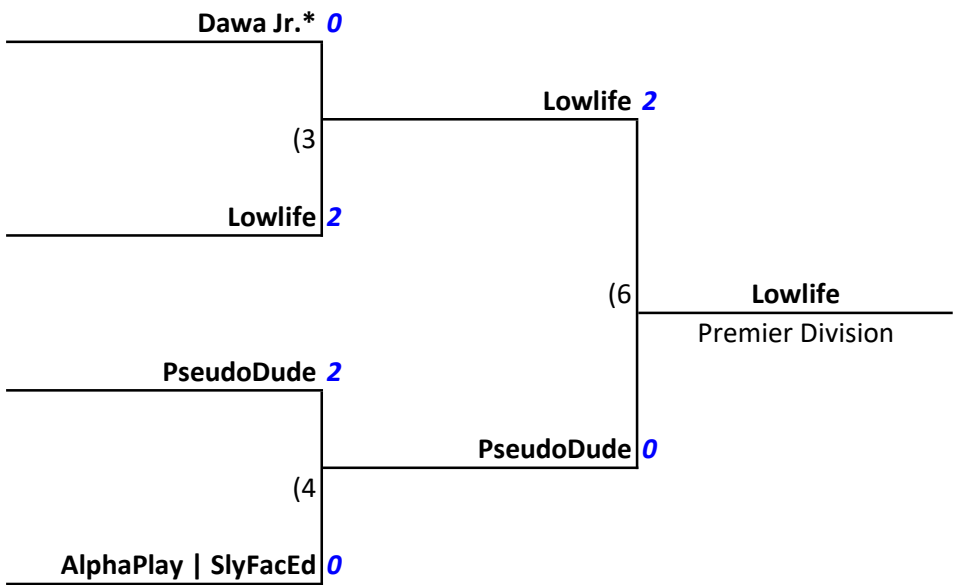 Dawa Jr.* 0
Lowlife 2
(3
Lowlife 2
(6
Lowlife
Premier Division
PseudoDude 2
PseudoDude 0
(4
AlphaPlay | SlyFacEd 0